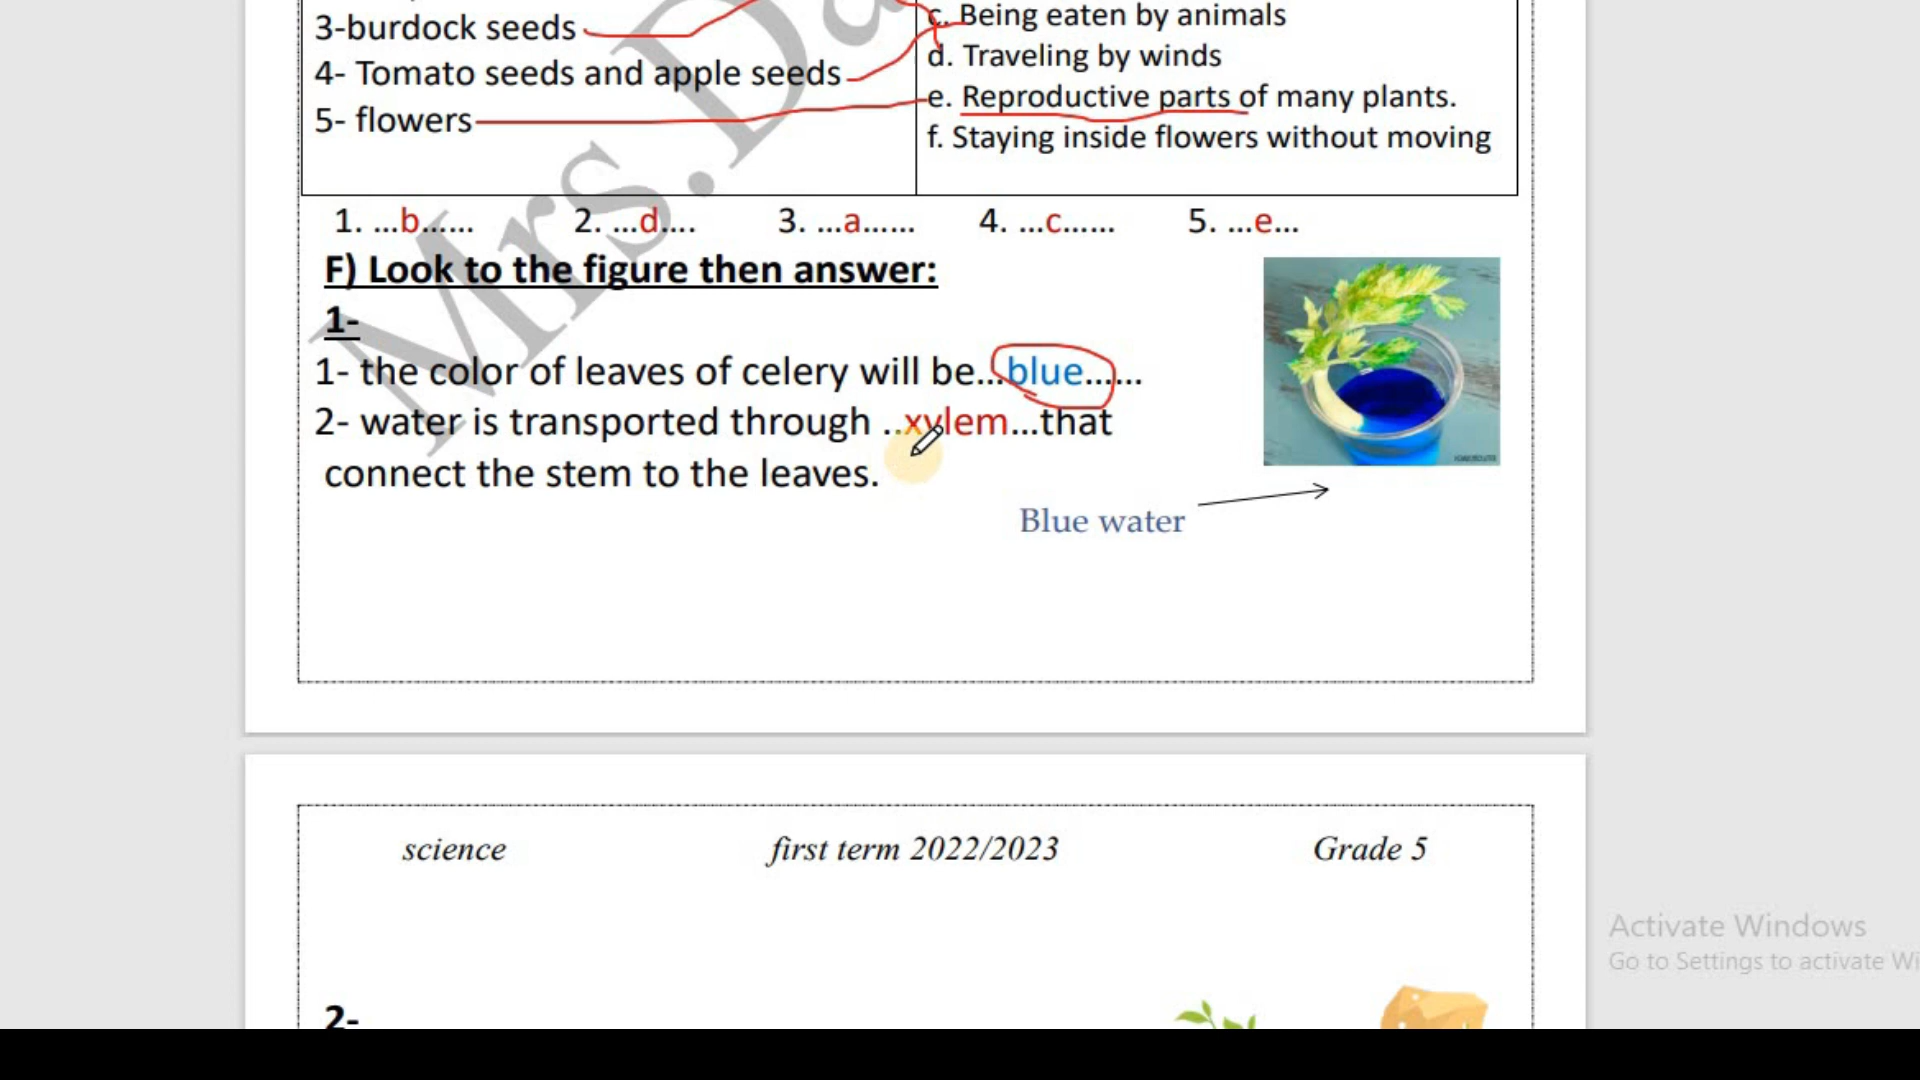 3-burdock seeds
4- Tomato seeds and apple seeds
5- flowers
c. Being eaten by animals
d. Traveling by winds
e. Reproductive parts of many plants.
f. Staying inside flowers without moving
1. ...b...... 2. ...d.... 3. ...a...... 4. ...c...... 5. ...e...
F) Look to the figure then answer:
1-
1- the color of leaves of celery will be...blue......
2- water is transported through ..xylem...that
connect the stem to the leaves.
Blue water
Mrs.Da
science first term 2022/2023 Grade 5
2-
Activate Windows
Go to Settings to activate Wi